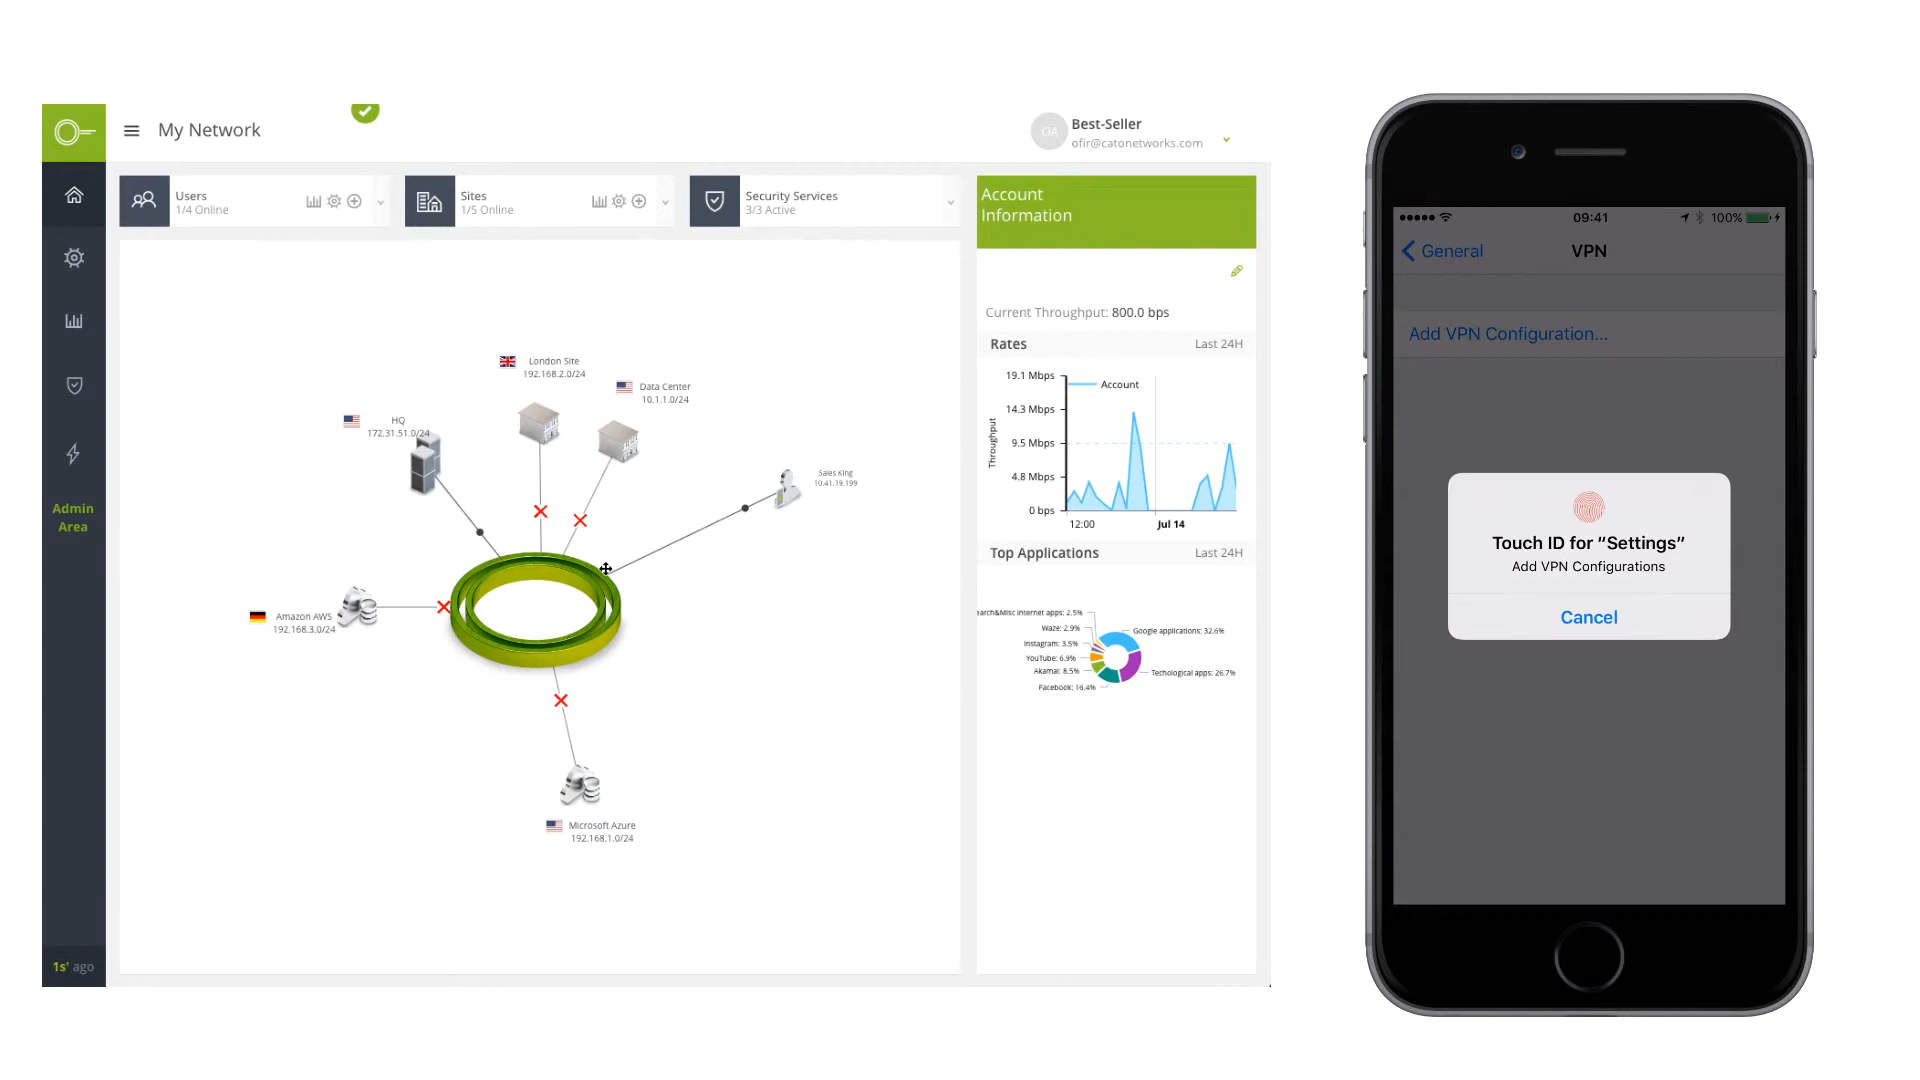 My Network
OA
Best-Seller
ofir@catonetworks.com
Users
1/4 Online
Sites
1/5 Online
Security Services
3/3 Active
Admin
Area
1s' ago
London Site
192.168.2.0/24
Data Center
10.1.1.0/24
HQ
172.31.51.0/24
Sales King
10.41.19.199
Amazon AWS
192.168.3.0/24
Microsoft Azure
192.168.1.0/24
Account
Information
Current Throughput: 800.0 bps
Rates
Last 24H
19.1 Mbps
14.3 Mbps
9.5 Mbps
4.8 Mbps
0 bps
Throughput
Account
12:00
Jul 14
Top Applications
Last 24H
earch&Misc internet apps: 2.5%
Waze: 2.9%
Instagram: 3.5%
YouTube: 6.9%
Akamai: 8.5%
Facebook: 16.4%
Google applications: 32.6%
Techological apps: 26.7%
09:41
100%
General
VPN
Add VPN Configuration...
Touch ID for “Settings”
Add VPN Configurations
Cancel